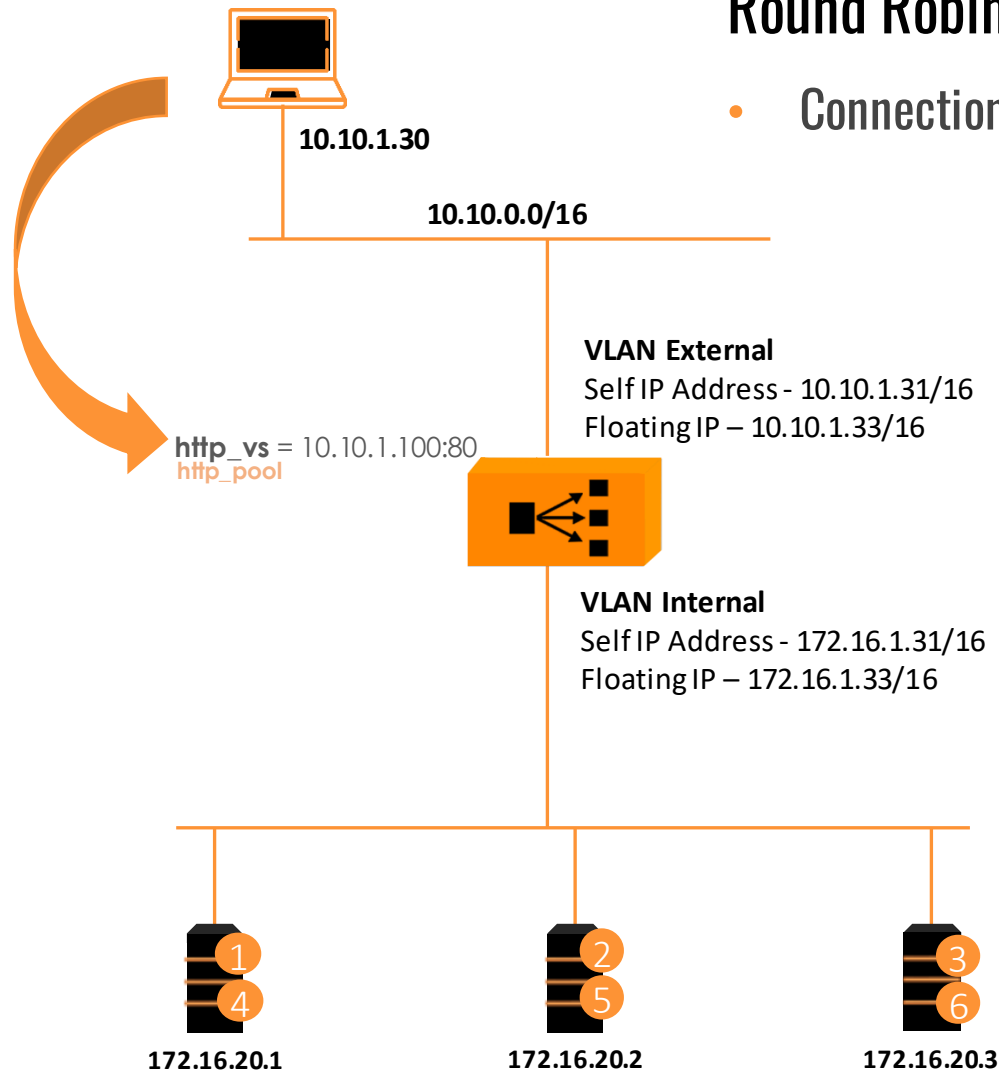 Round Robin
• Connection
10.10.1.30
10.10.0.0/16
VLAN External
Self IP Address - 10.10.1.31/16
Floating IP – 10.10.1.33/16
http_vs = 10.10.1.100:80
http_pool
VLAN Internal
Self IP Address - 172.16.1.31/16
Floating IP – 172.16.1.33/16
1 2 3
4 5 6
172.16.20.1 172.16.20.2 172.16.20.3